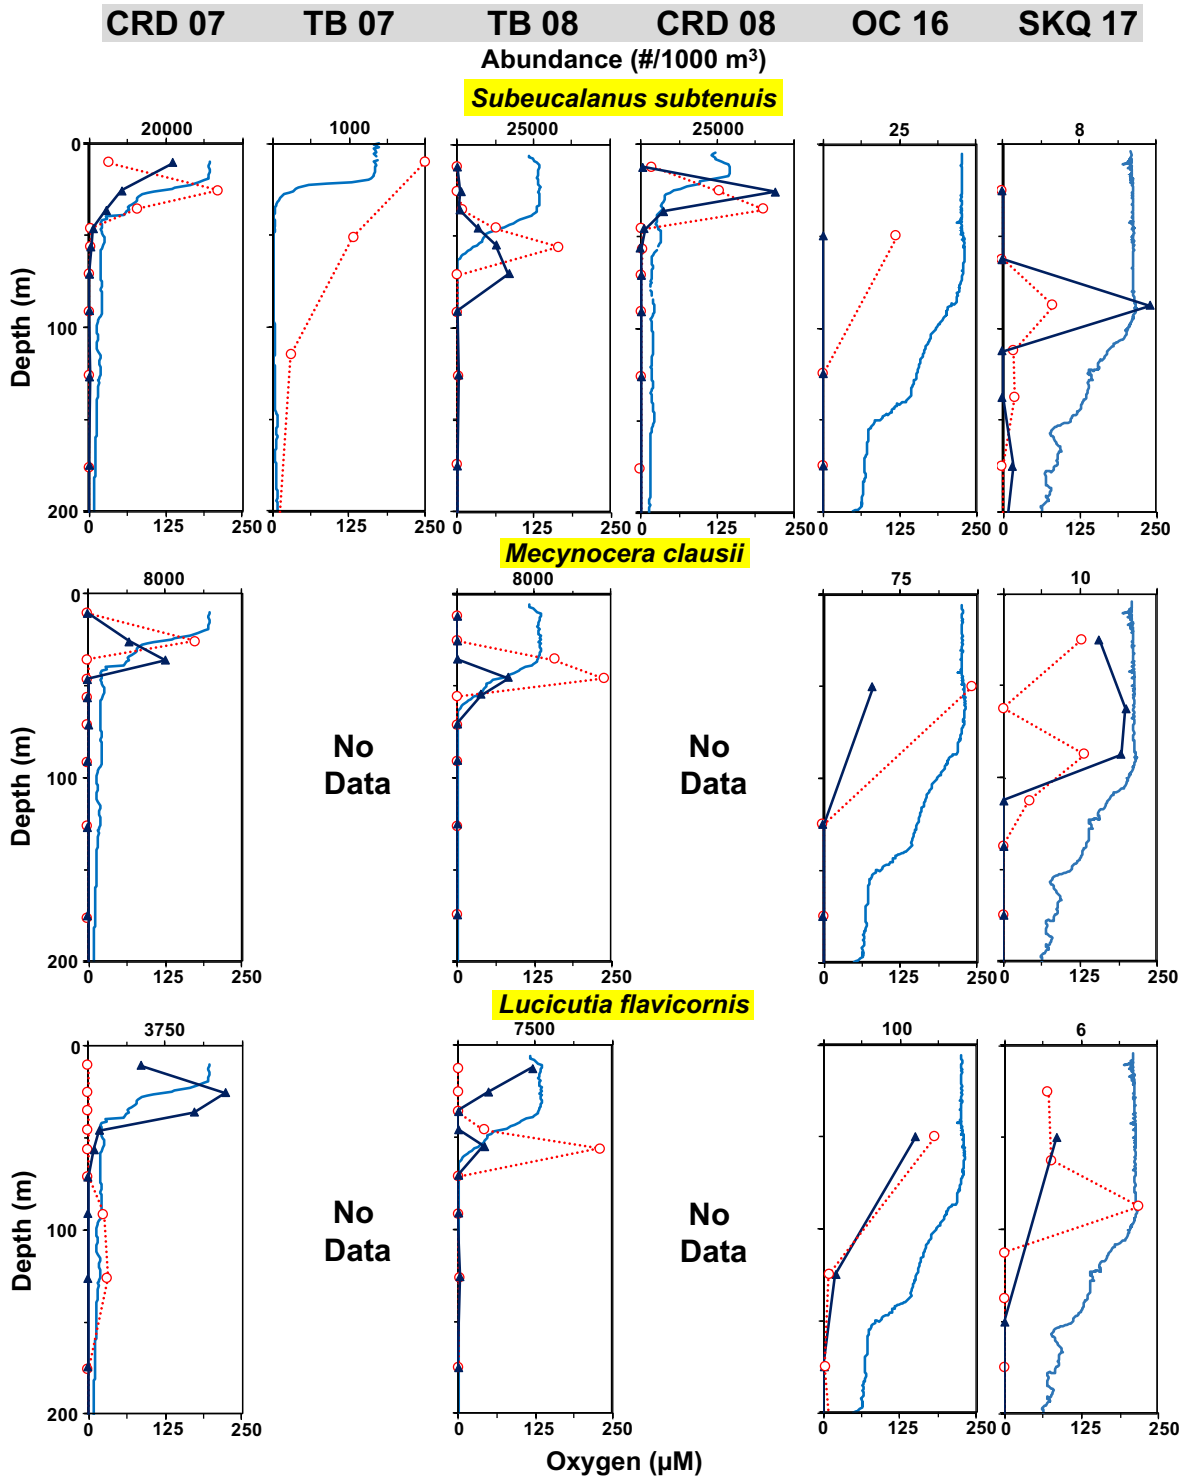 CRD 07 TB 07 TB 08 CRD 08 OC 16 SKQ 17
Abundance (#/1000 m³)
Subeucalanus subtenuis
20000 1000 25000 25000 25 8
0
100
200
Depth (m)
0 125 250 125 250 0 125 250 0 125 250 0 125 250 0 125 250
Mecynocera clausii
8000 8000 75 10
0
100
200
Depth (m)
No
Data
No
Data
0 125 250 0 125 250 0 125 250 0 125 250
Lucicutia flavicornis
3750 7500 100 6
0
100
200
Depth (m)
No
Data
No
Data
0 125 250 0 125 250 0 125 250 0 125 250
Oxygen (µM)